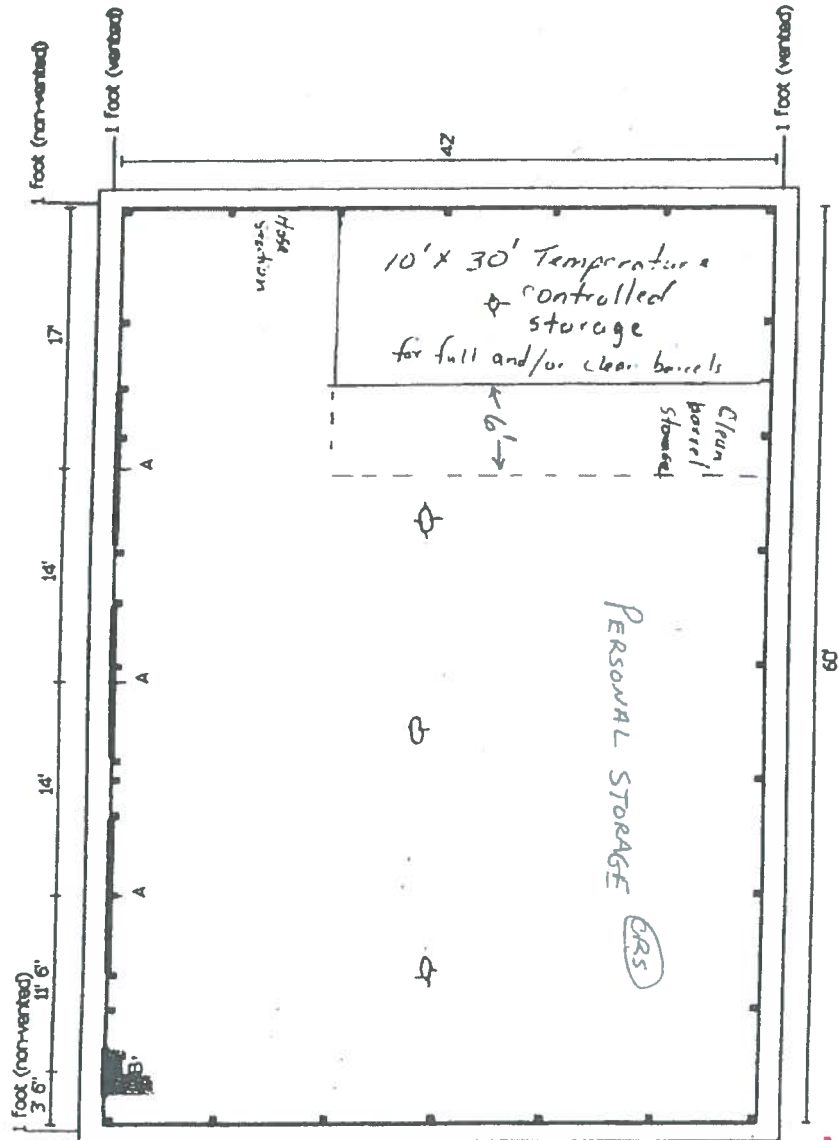 1 foot (non-vented)
1 foot (vented)
42
1 foot (vented)
17'
14'
14'
11' 6"
3' 6"
1 foot (non-vented)
60'
Hose
10' X 30' Temperature
controlled
storage
for full and/or clean barrels
Clean
barrel
storage
6'
A
A
A
B'
PERSONAL STORAGE
CRS